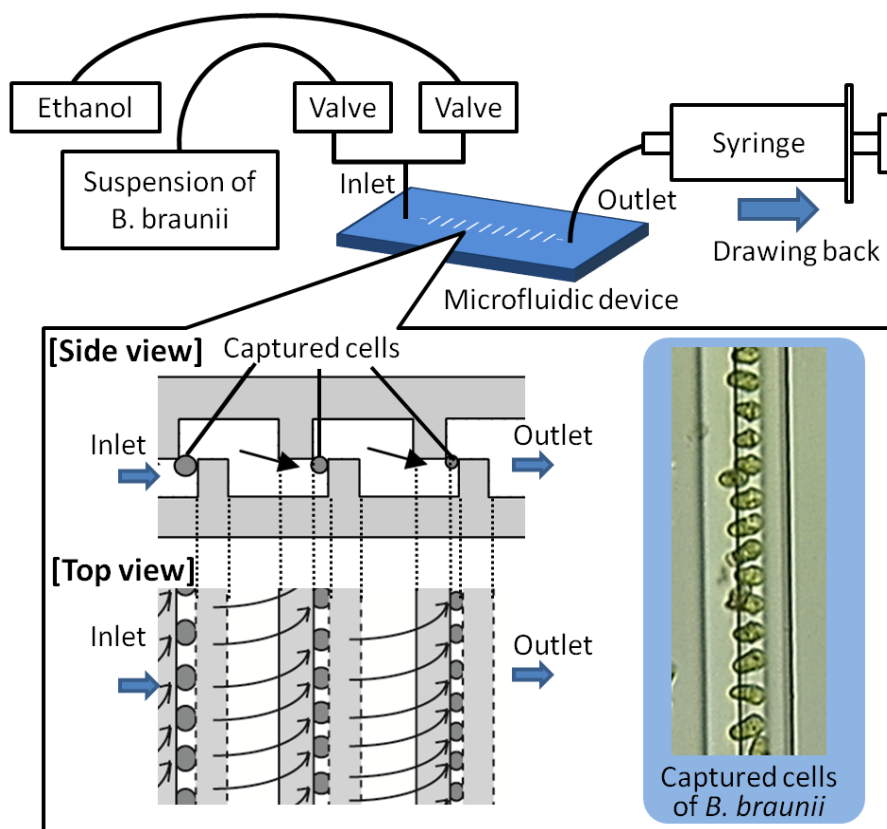 Ethanol
Valve
Valve
Syringe
Suspension of
B. braunii
Inlet
Outlet
Drawing back
Microfluidic device
[Side view]
Captured cells
Inlet
Outlet
[Top view]
Inlet
Outlet
Captured cells
of B. braunii